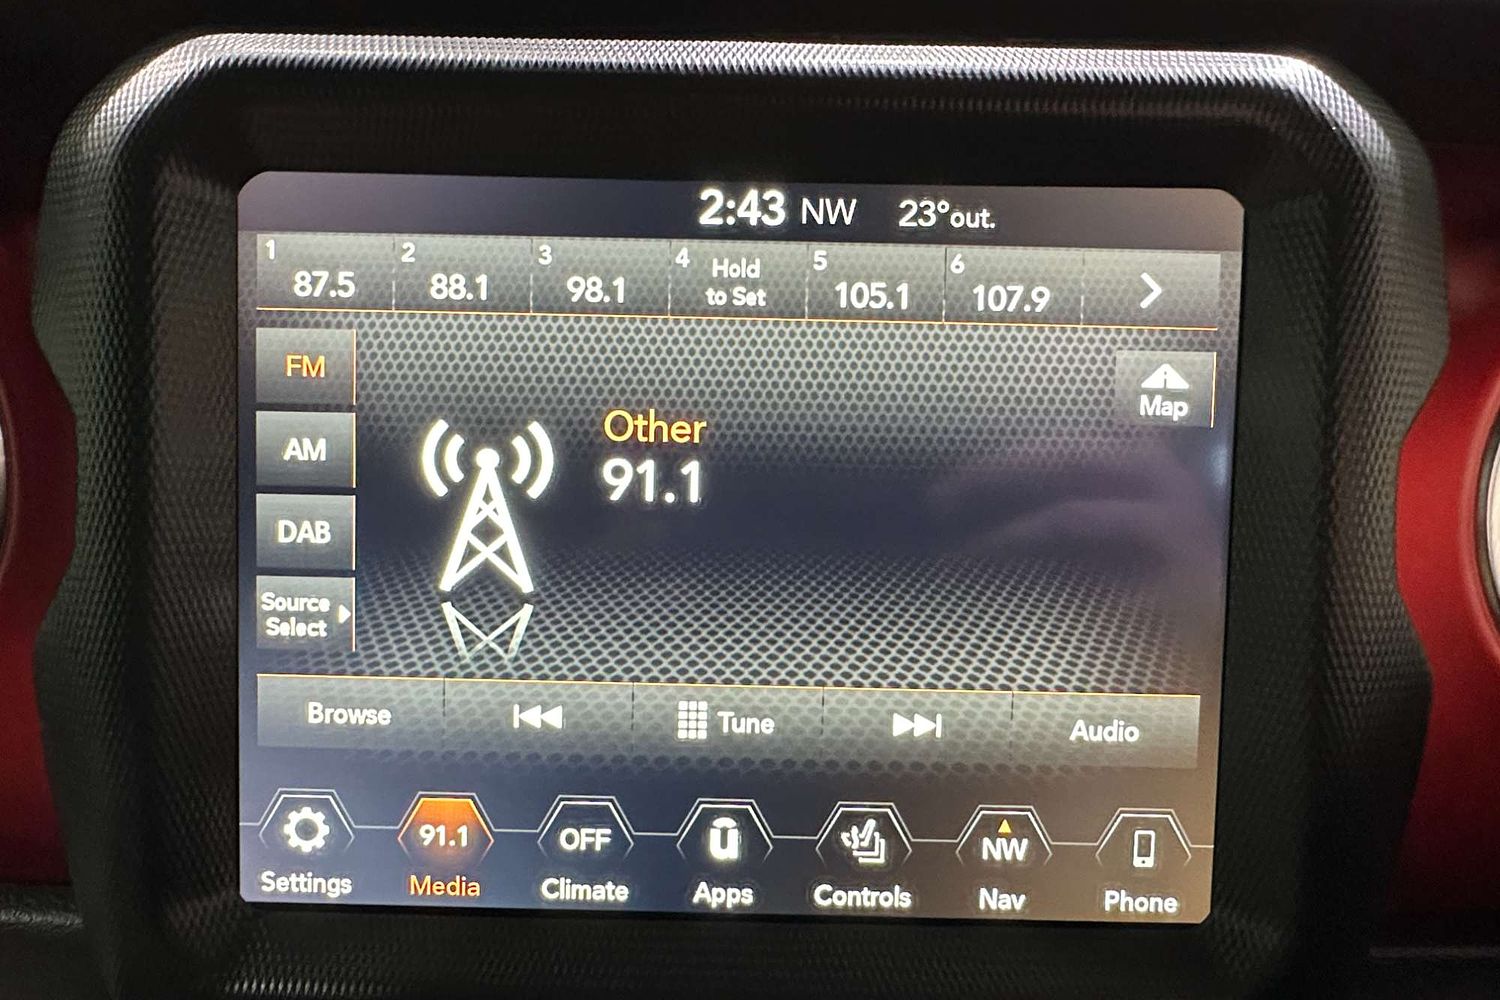 2:43 NW 23°out.
1 87.5
2 88.1
3 98.1
4 Hold
to Set
5 105.1
6 107.9
FM
AM
DAB
Source
Select
Map
Other
91.1
Browse
Tune
Audio
91.1
OFF
u
NW
Settings
Media
Climate
Apps
Controls
Nav
Phone